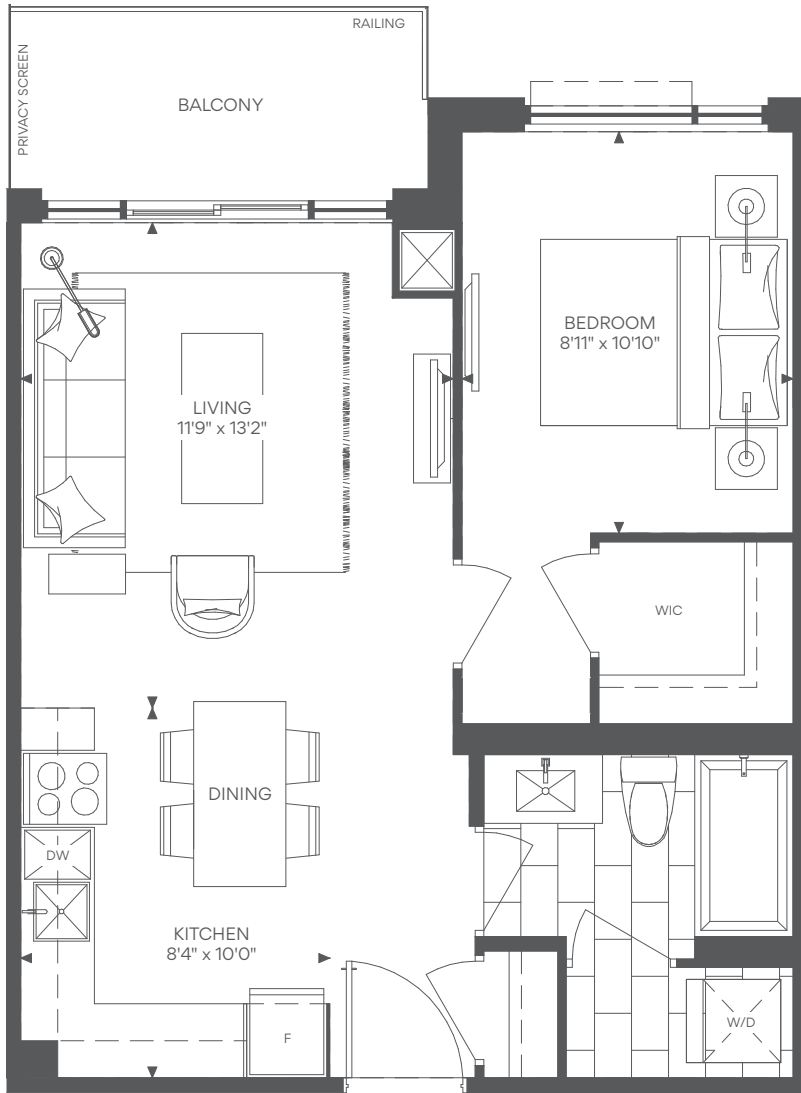 RAILING
PRIVACY SCREEN
BALCONY
BEDROOM
8'11" x 10'10"
LIVING
11'9" x 13'2"
WIC
DINING
DW
KITCHEN
8'4" x 10'0"
W/D
F